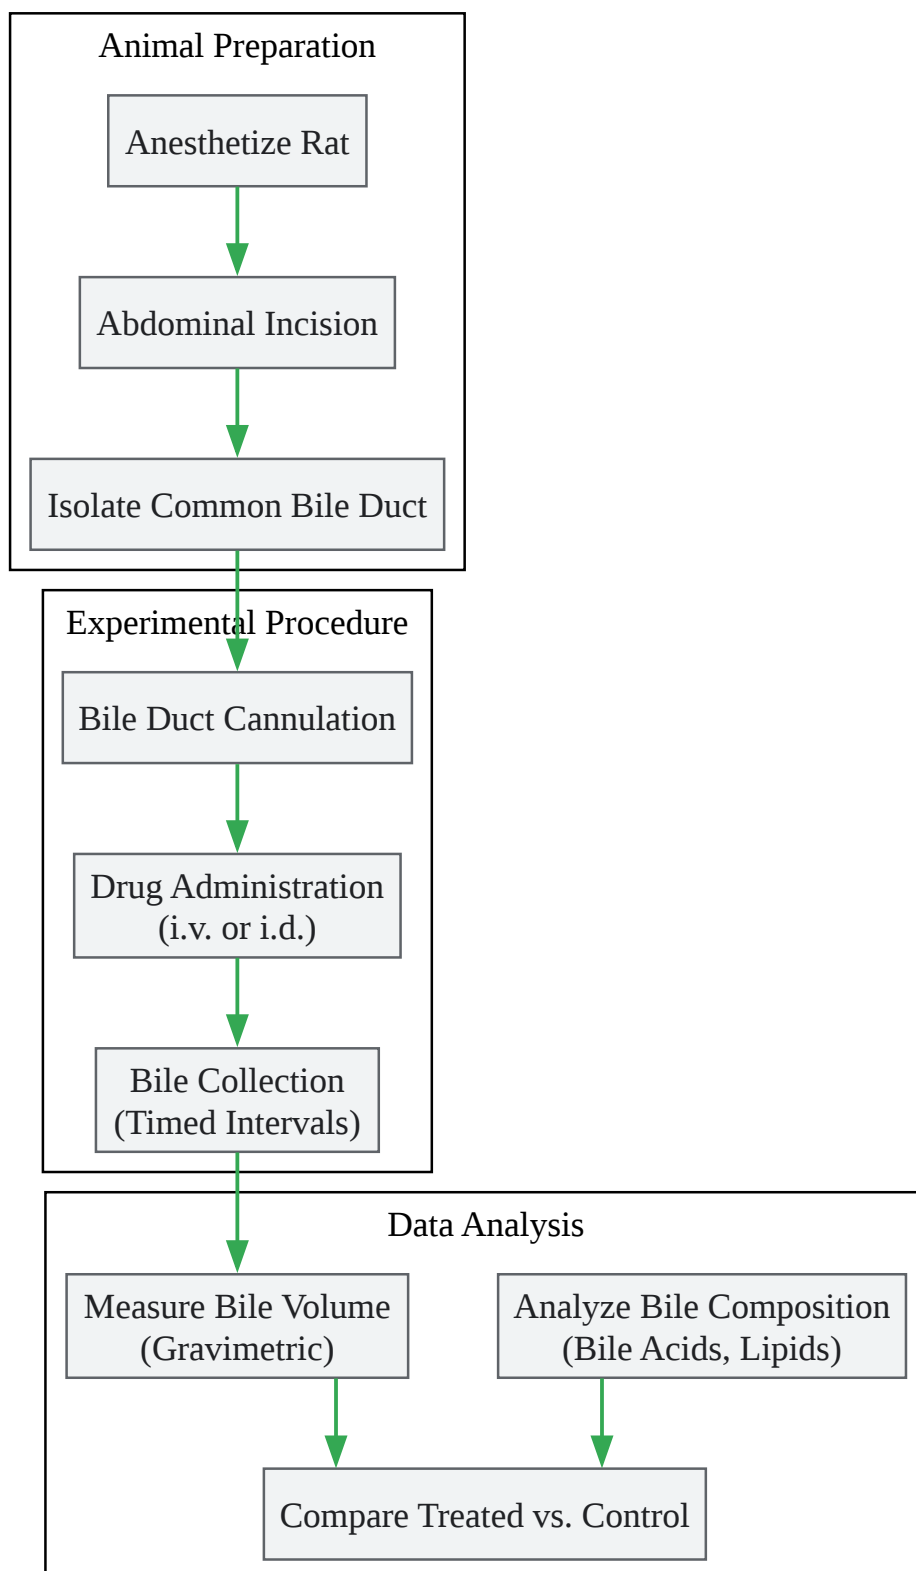 Animal Preparation
Anesthetize Rat
Abdominal Incision
Isolate Common Bile Duct
Experimental Procedure
Bile Duct Cannulation
Drug Administration
(i.v. or i.d.)
Bile Collection
(Timed Intervals)
Data Analysis
Measure Bile Volume
(Gravimetric)
Analyze Bile Composition
(Bile Acids, Lipids)
Compare Treated vs. Control